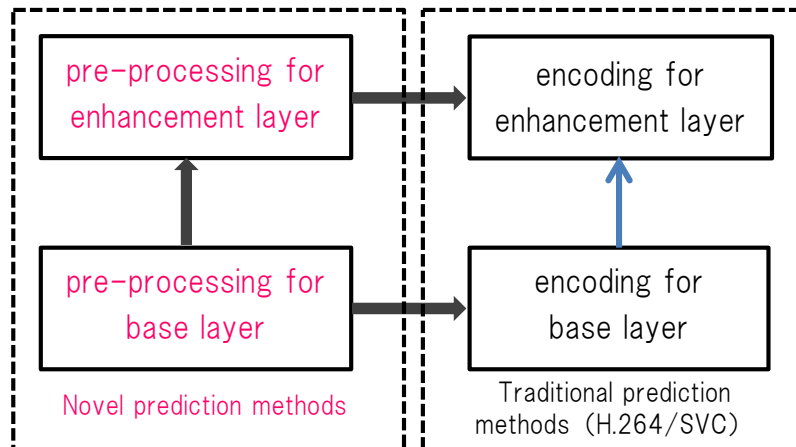 pre-processing for
enhancement layer
encoding for
enhancement layer
pre-processing for
base layer
encoding for
base layer
Novel prediction methods
Traditional prediction
methods (H.264/SVC)